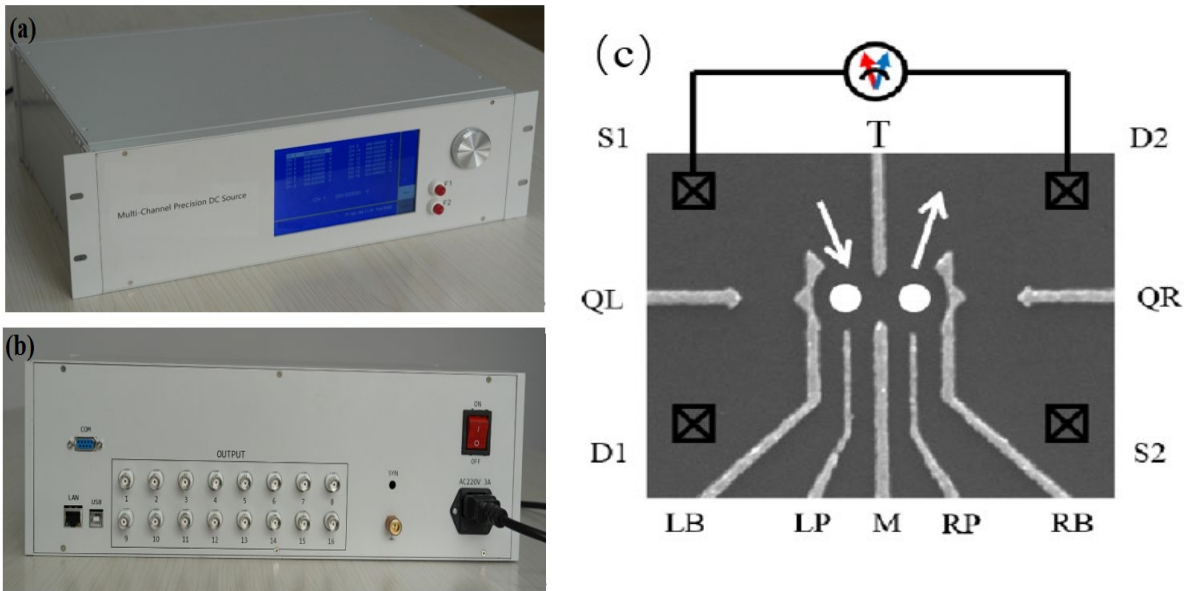 (a)
Multi-Channel Precision DC Source
F1
F2
(b)
COM
LAN
USB
OUTPUT
1 2 3 4 5 6 7 8
9 10 11 12 13 14 15 16
SYN
ON
OFF
AC220V 3A
(c)
T
S1
D2
QL
QR
D1
S2
LB
LP
M
RP
RB